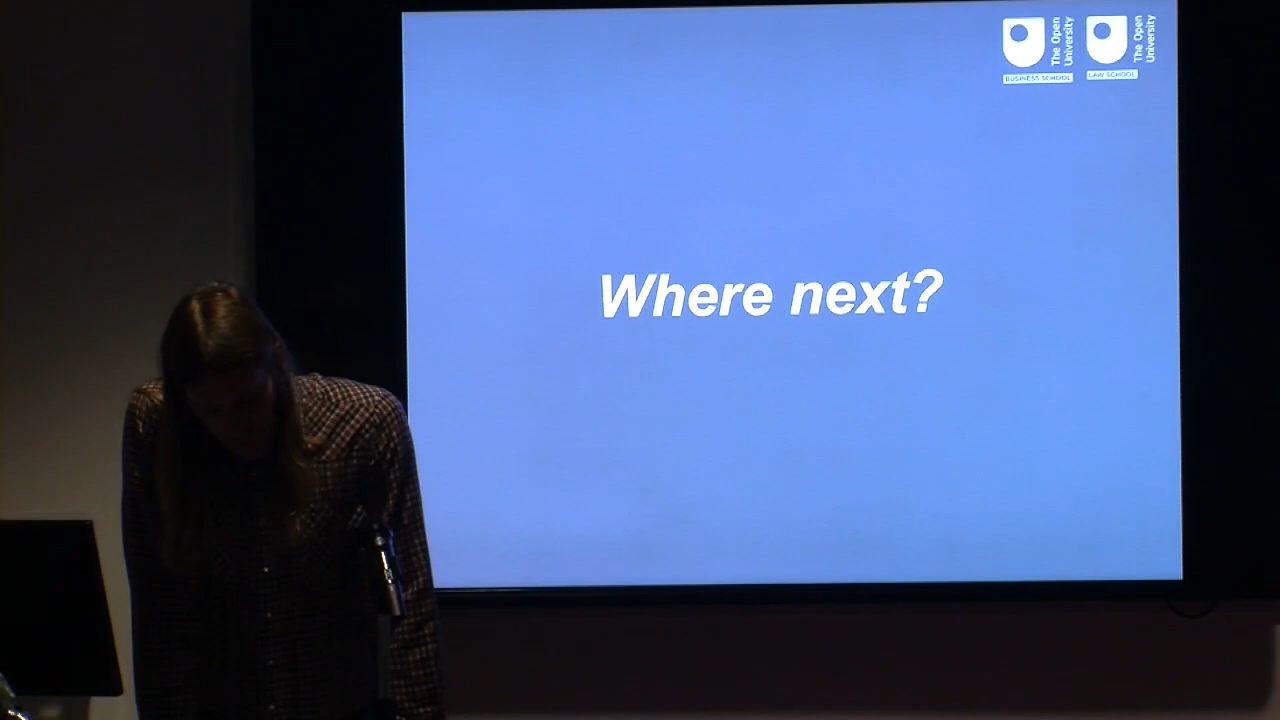 The Open
University
BUSINESS SCHOOL
The Open
University
LAW SCHOOL
Where next?